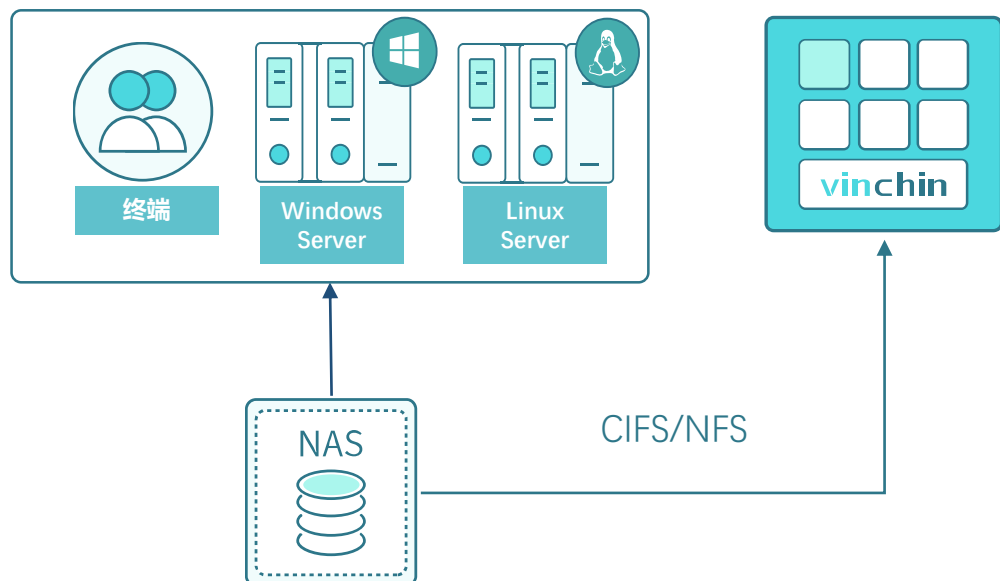 终端
Windows
Server
Linux
Server
vinchin
NAS
CIFS/NFS